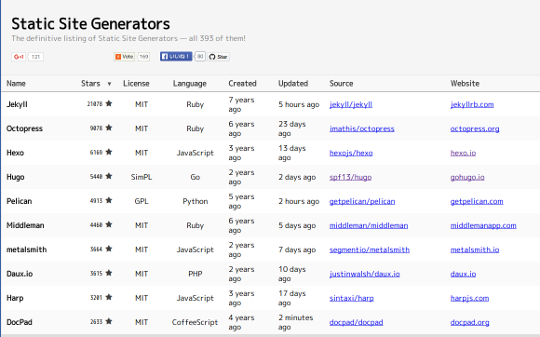 Static Site Generators
The definitive listing of Static Site Generators — all 393 of them!
G+1 121 Vote 169 いいね！ 80 Star
Name Stars ▼ License Language Created Updated Source Website
Jekyll 21078 ★ MIT Ruby 7 years ago 5 hours ago jekyll/jekyll jekyllrb.com
Octopress 9078 ★ MIT Ruby 6 years ago 23 days ago imathis/octopress octopress.org
Hexo 6169 ★ MIT JavaScript 3 years ago 13 days ago hexojs/hexo hexo.io
Hugo 5440 ★ SimPL Go 2 years ago 2 days ago spf13/hugo gohugo.io
Pelican 4913 ★ GPL Python 5 years ago 2 hours ago getpelican/pelican getpelican.com
Middleman 4460 ★ MIT Ruby 6 years ago 5 days ago middleman/middleman middlemanapp.com
metalsmith 3664 ★ MIT JavaScript 2 years ago 7 days ago segmentio/metalsmith metalsmith.io
Daux.io 3615 ★ MIT PHP 2 years ago 10 days ago justinwalsh/daux.io daux.io
Harp 3201 ★ MIT JavaScript 3 years ago 17 days ago sintaxi/harp harpjs.com
DocPad 2633 ★ MIT CoffeeScript 4 years ago 2 minutes ago docpad/docpad docpad.org